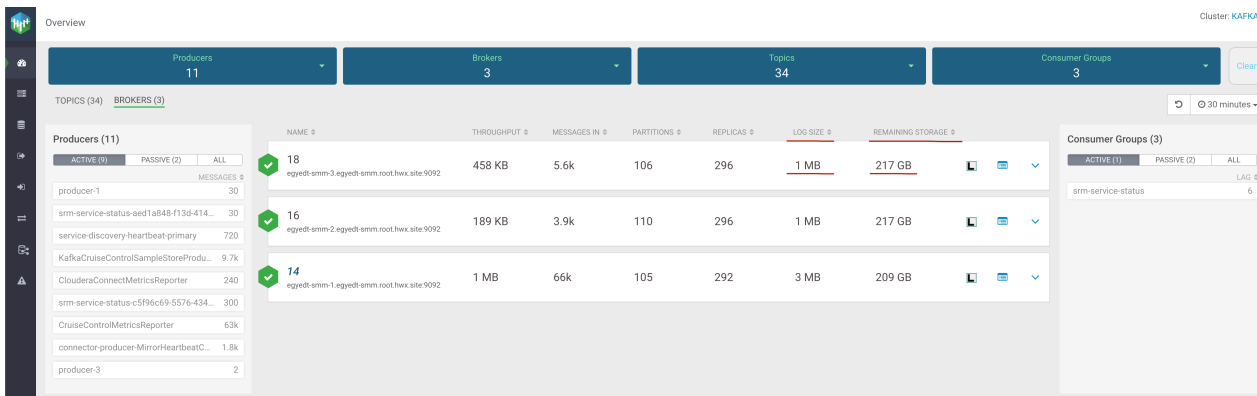 Overview
Cluster: KAFKA
Producers
11
Brokers
3
Topics
34
Consumer Groups
3
Clear
TOPICS (34) BROKERS (3)
30 minutes
Producers (11)
ACTIVE (9) PASSIVE (2) ALL
MESSAGES
producer-1 30
srm-service-status-aed1a848-f13d-414... 30
service-discovery-heartbeat-primary 720
KafkaCruiseControlSampleStoreProdu... 9.7k
ClouderaConnectMetricsReporter 240
srm-service-status-c5f96c69-5576-434... 300
CruiseControlMetricsReporter 63k
connector-producer-MirrorHeartbeatC... 1.8k
producer-3 2
NAME THROUGHPUT MESSAGES IN PARTITIONS REPLICAS LOG SIZE REMAINING STORAGE
18 458 KB 5.6k 106 296 1 MB 217 GB
egyedt-smm-3.egyedt-smm.root.hwx.site:9092
16 189 KB 3.9k 110 296 1 MB 217 GB
egyedt-smm-2.egyedt-smm.root.hwx.site:9092
14 1 MB 66k 105 292 3 MB 209 GB
egyedt-smm-1.egyedt-smm.root.hwx.site:9092
Consumer Groups (3)
ACTIVE (1) PASSIVE (2) ALL
LAG
srm-service-status 6